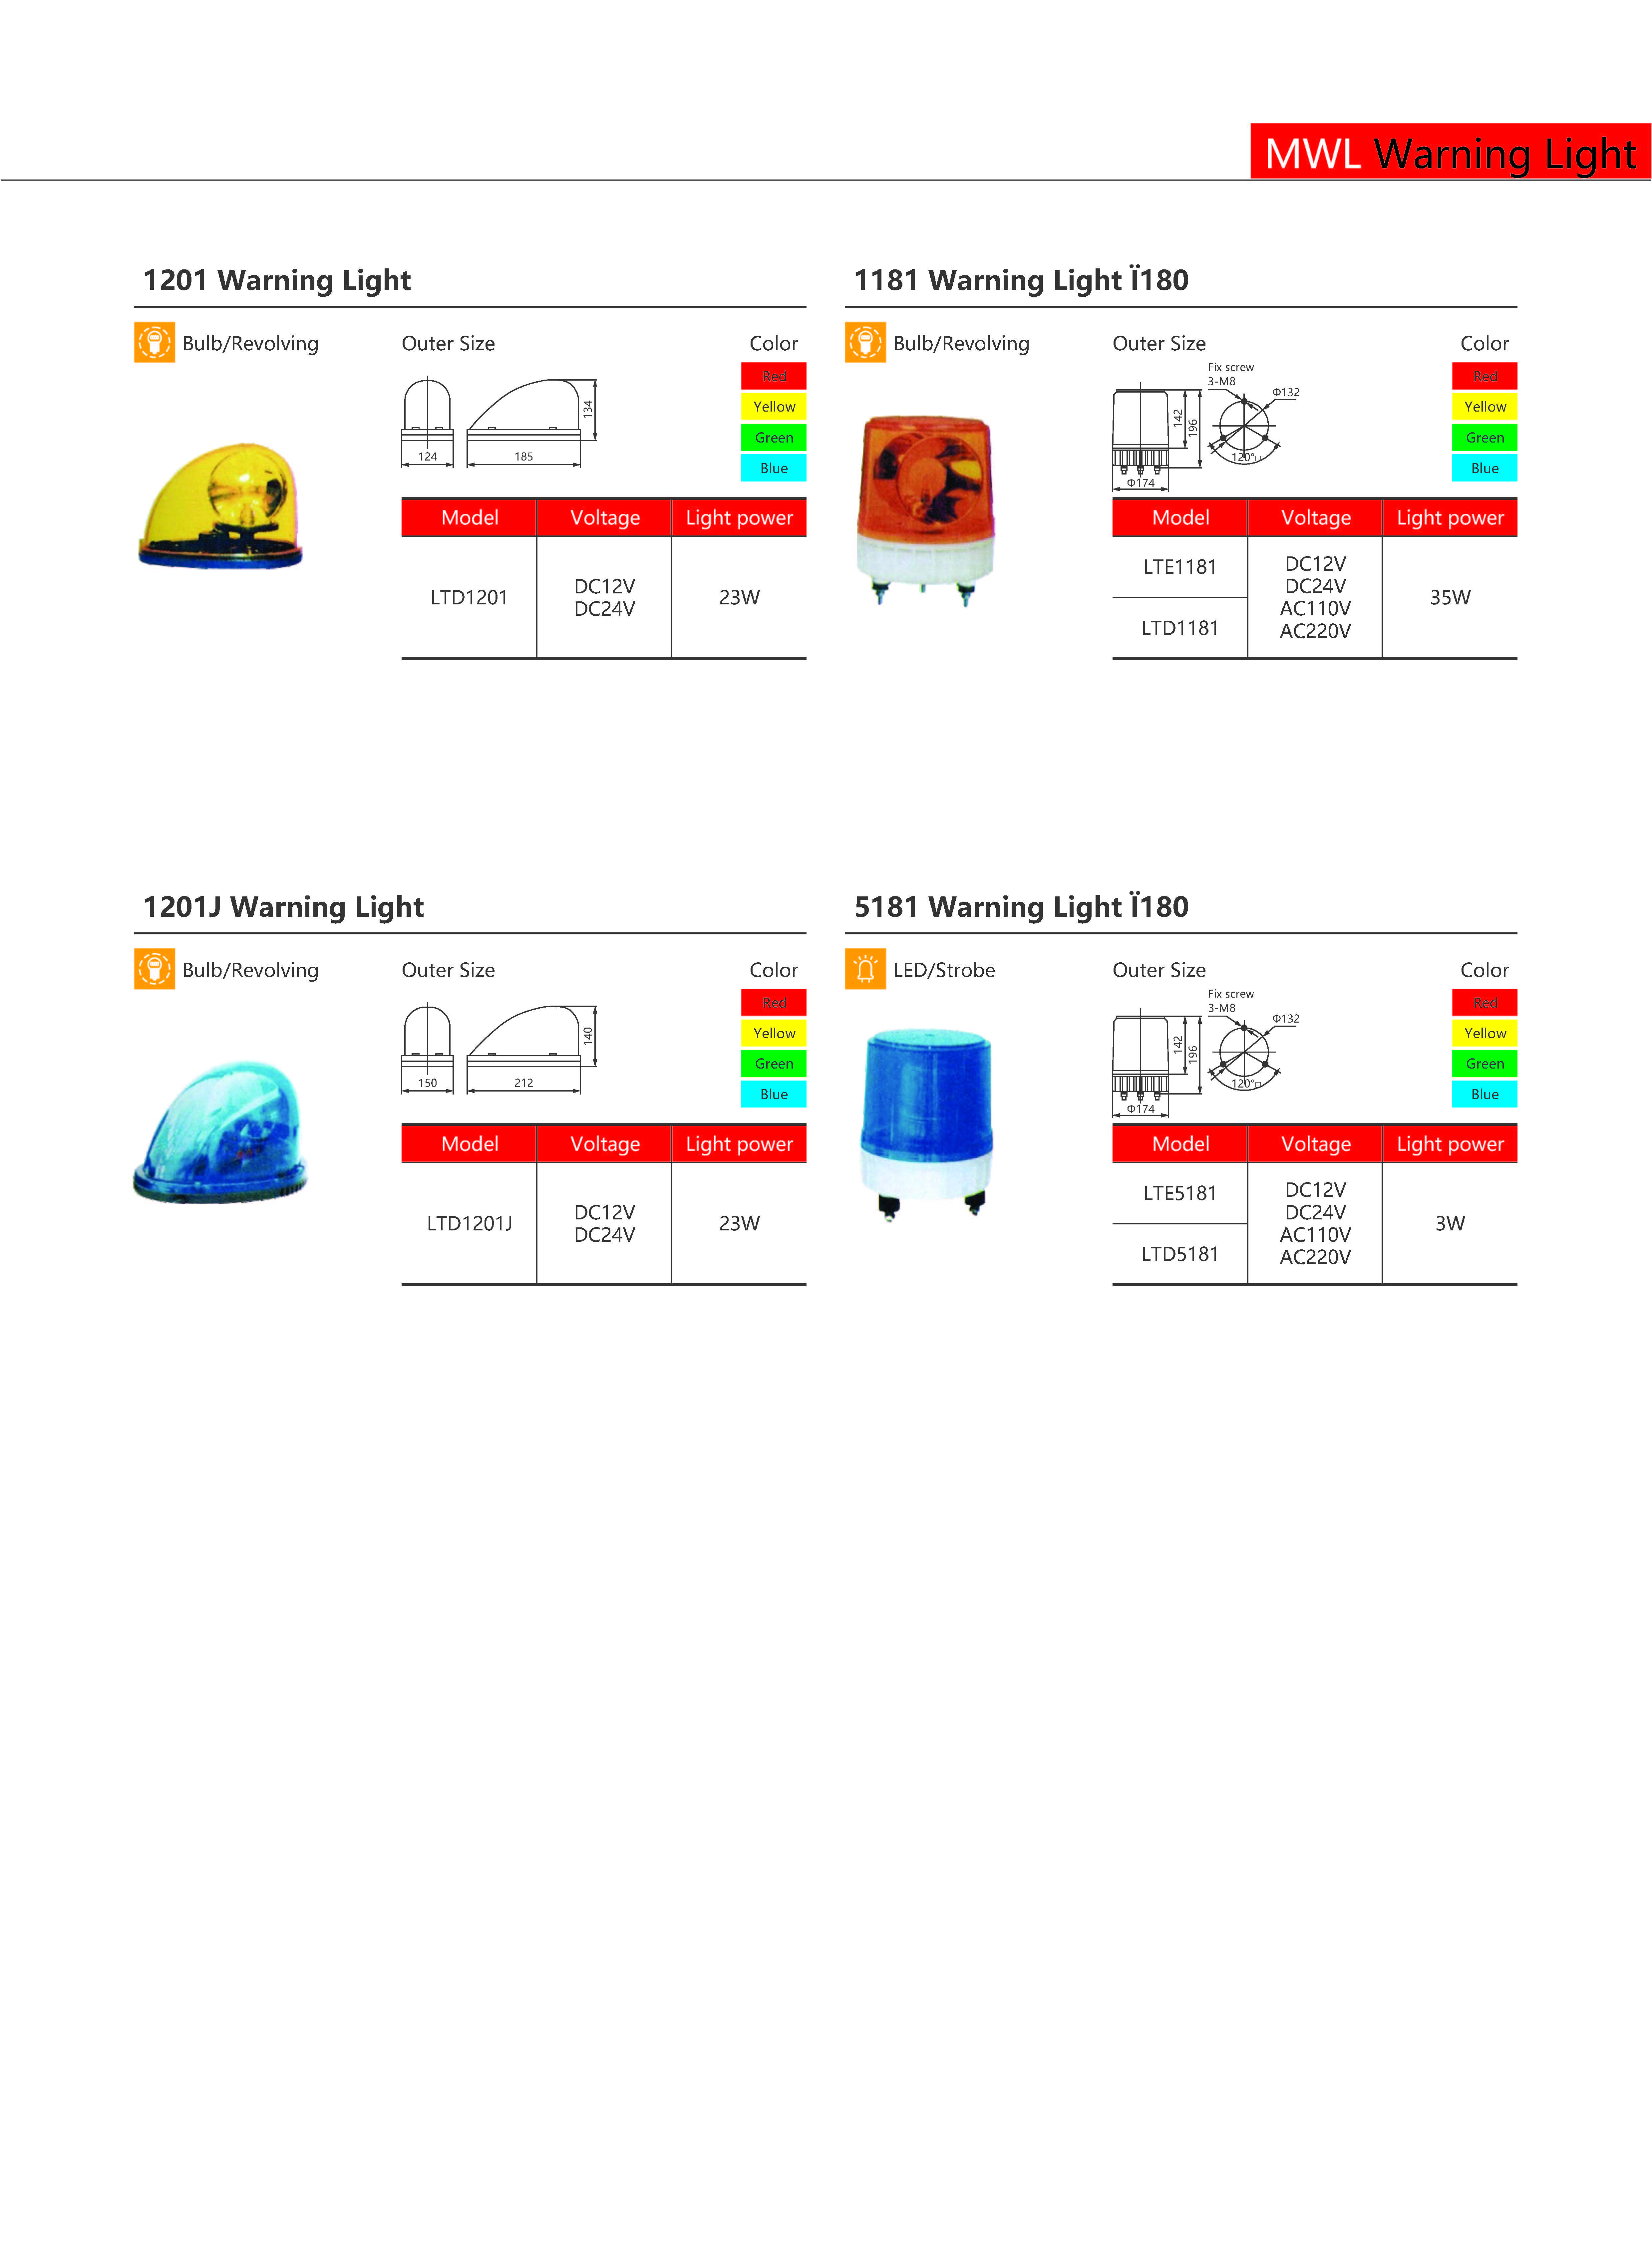 MWL Warning Light
1201 Warning Light
Bulb/Revolving
Outer Size
Color
Red
Yellow
Green
Blue
134
124
185
Model Voltage Light power
LTD1201
DC12V
DC24V
23W
1181 Warning Light Ï180
Bulb/Revolving
Outer Size
Color
Fix screw
3-M8
Φ132
142
196
120°□
Φ174
Red
Yellow
Green
Blue
Model Voltage Light power
LTE1181
LTD1181
DC12V
DC24V
AC110V
AC220V
35W
1201J Warning Light
Bulb/Revolving
Outer Size
Color
Red
Yellow
Green
Blue
140
150
212
Model Voltage Light power
LTD1201J
DC12V
DC24V
23W
5181 Warning Light Ï180
LED/Strobe
Outer Size
Color
Fix screw
3-M8
Φ132
142
196
120°□
Φ174
Red
Yellow
Green
Blue
Model Voltage Light power
LTE5181
LTD5181
DC12V
DC24V
AC110V
AC220V
3W